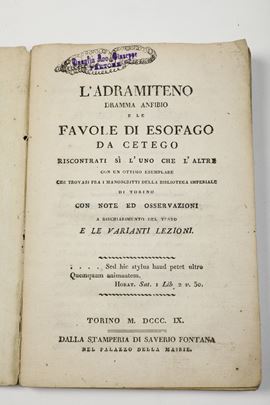 L'ADRAMITENO
DRAMMA ANFIBIO
E LE
FAVOLE DI ESOFAGO
DA CETEGO
RISCONTRATI SÌ L'UNO CHE L'ALTRE
CON UN OTTIMO ESEMPLARE
CHE TROVASI FRA I MANOSCRITTI DELLA BIBLIOTECA IMPERIALE
DI TORINO
CON NOTE ED OSSERVAZIONI
A RISCHIARIMENTO DEL TESTO
E LE VARIANTI LEZIONI.
. . . . Sed hic stylus haud petet ultro
Quemquam animantem.
HORAT. Sat. 1 Lib 2 v. 50.
TORINO M. DCCC. IX.
DALLA STAMPERIA DI SAVERIO FONTANA
NEL PALAZZO DELLA MAIRIE.